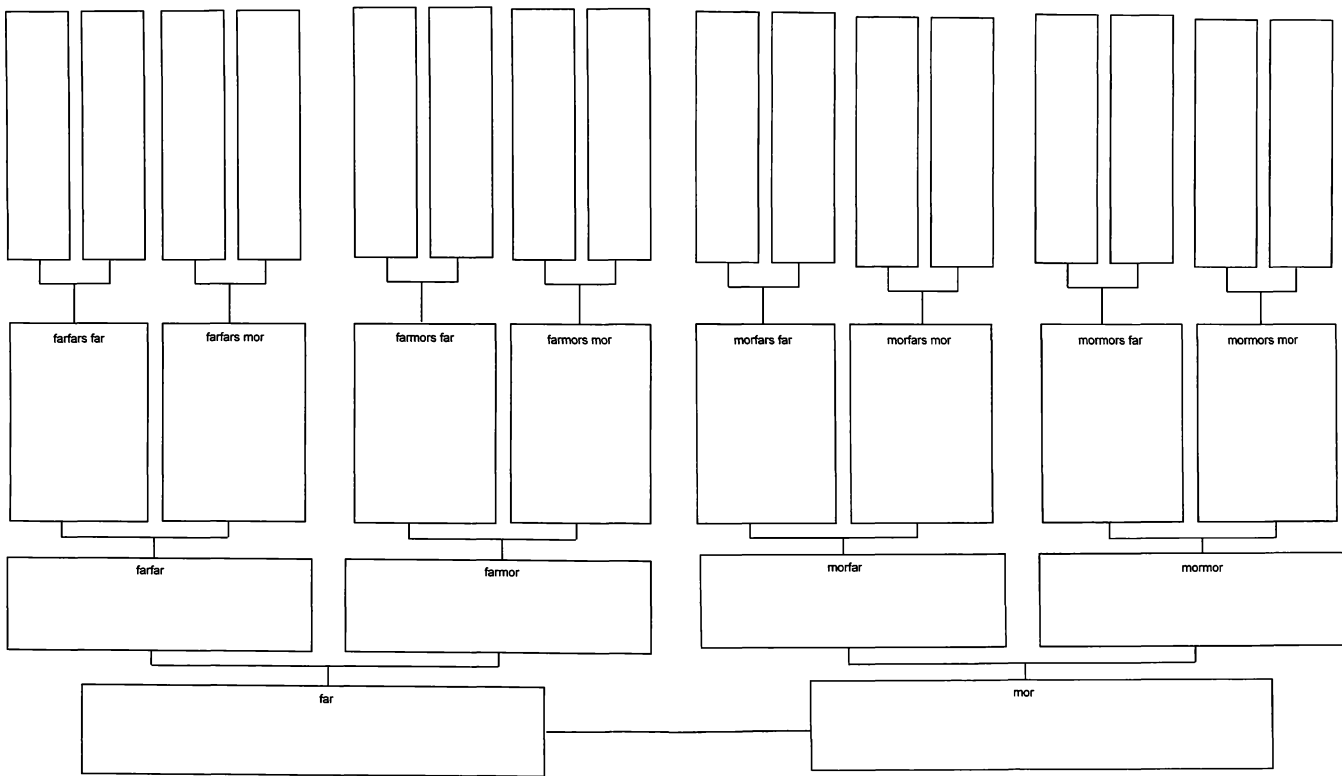 farfars far
farfars mor
farmors far
farmors mor
morfars far
morfars mor
mormors far
mormors mor
farfar
farmor
morfar
mormor
far
mor